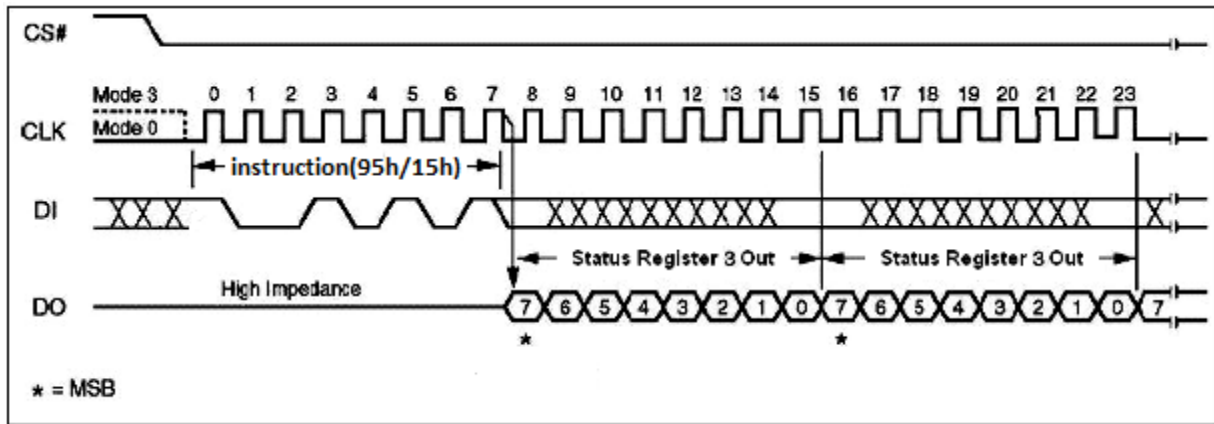 CS#
Mode 3 0 1 2 3 4 5 6 7 8 9 10 11 12 13 14 15 16 17 18 19 20 21 22 23
CLK Mode 0
instruction(95h/15h)
DI
Status Register 3 Out Status Register 3 Out
High Impedance
DO 7 6 5 4 3 2 1 0 7 6 5 4 3 2 1 0 7
* *
* = MSB